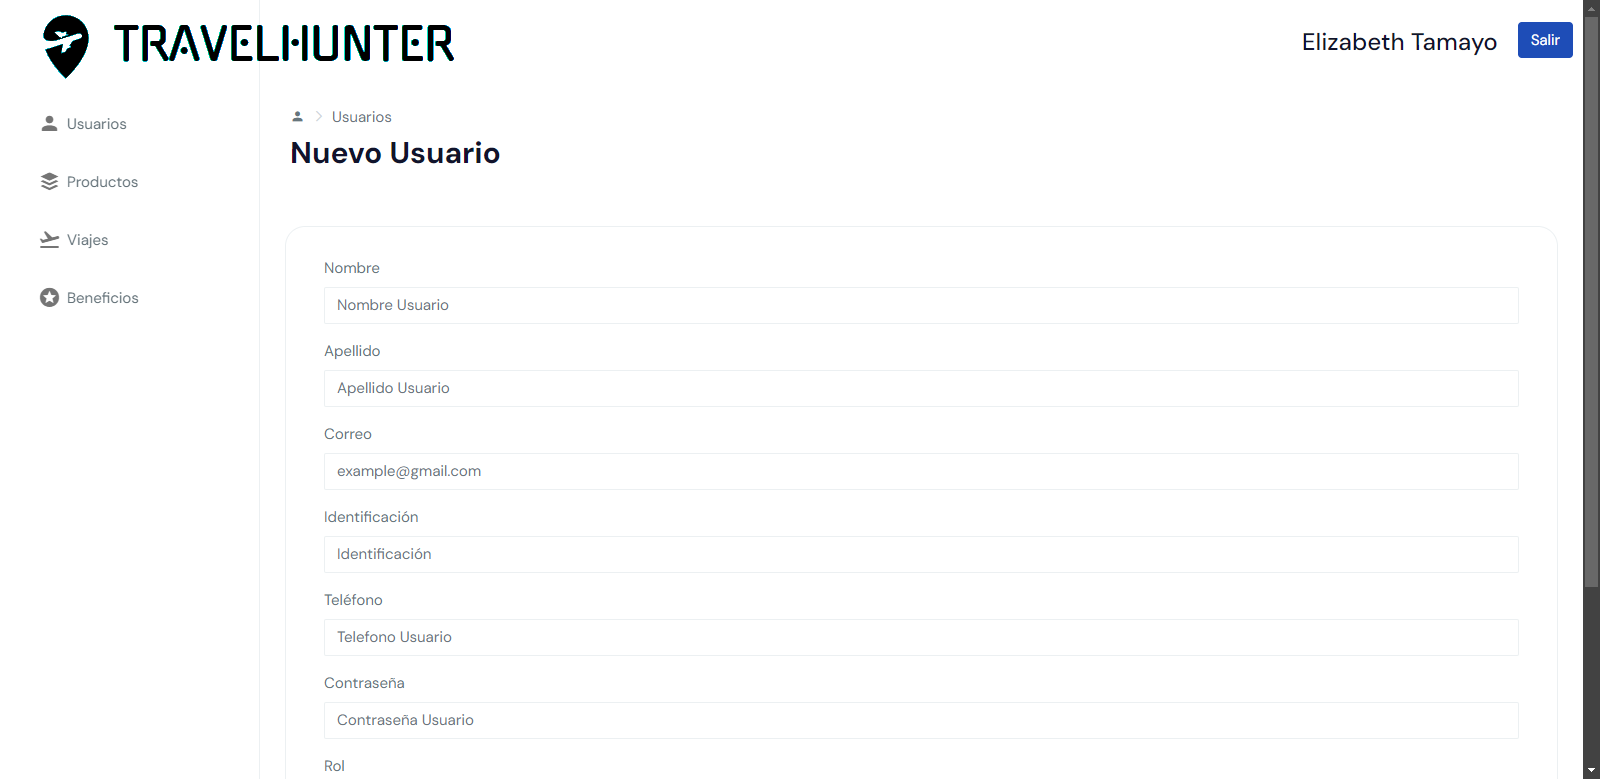 TRAVELHUNTER
Elizabeth Tamayo
Salir
Usuarios
Productos
Viajes
Beneficios
Usuarios
Nuevo Usuario
Nombre
Nombre Usuario
Apellido
Apellido Usuario
Correo
example@gmail.com
Identificación
Identificación
Teléfono
Telefono Usuario
Contraseña
Contraseña Usuario
Rol